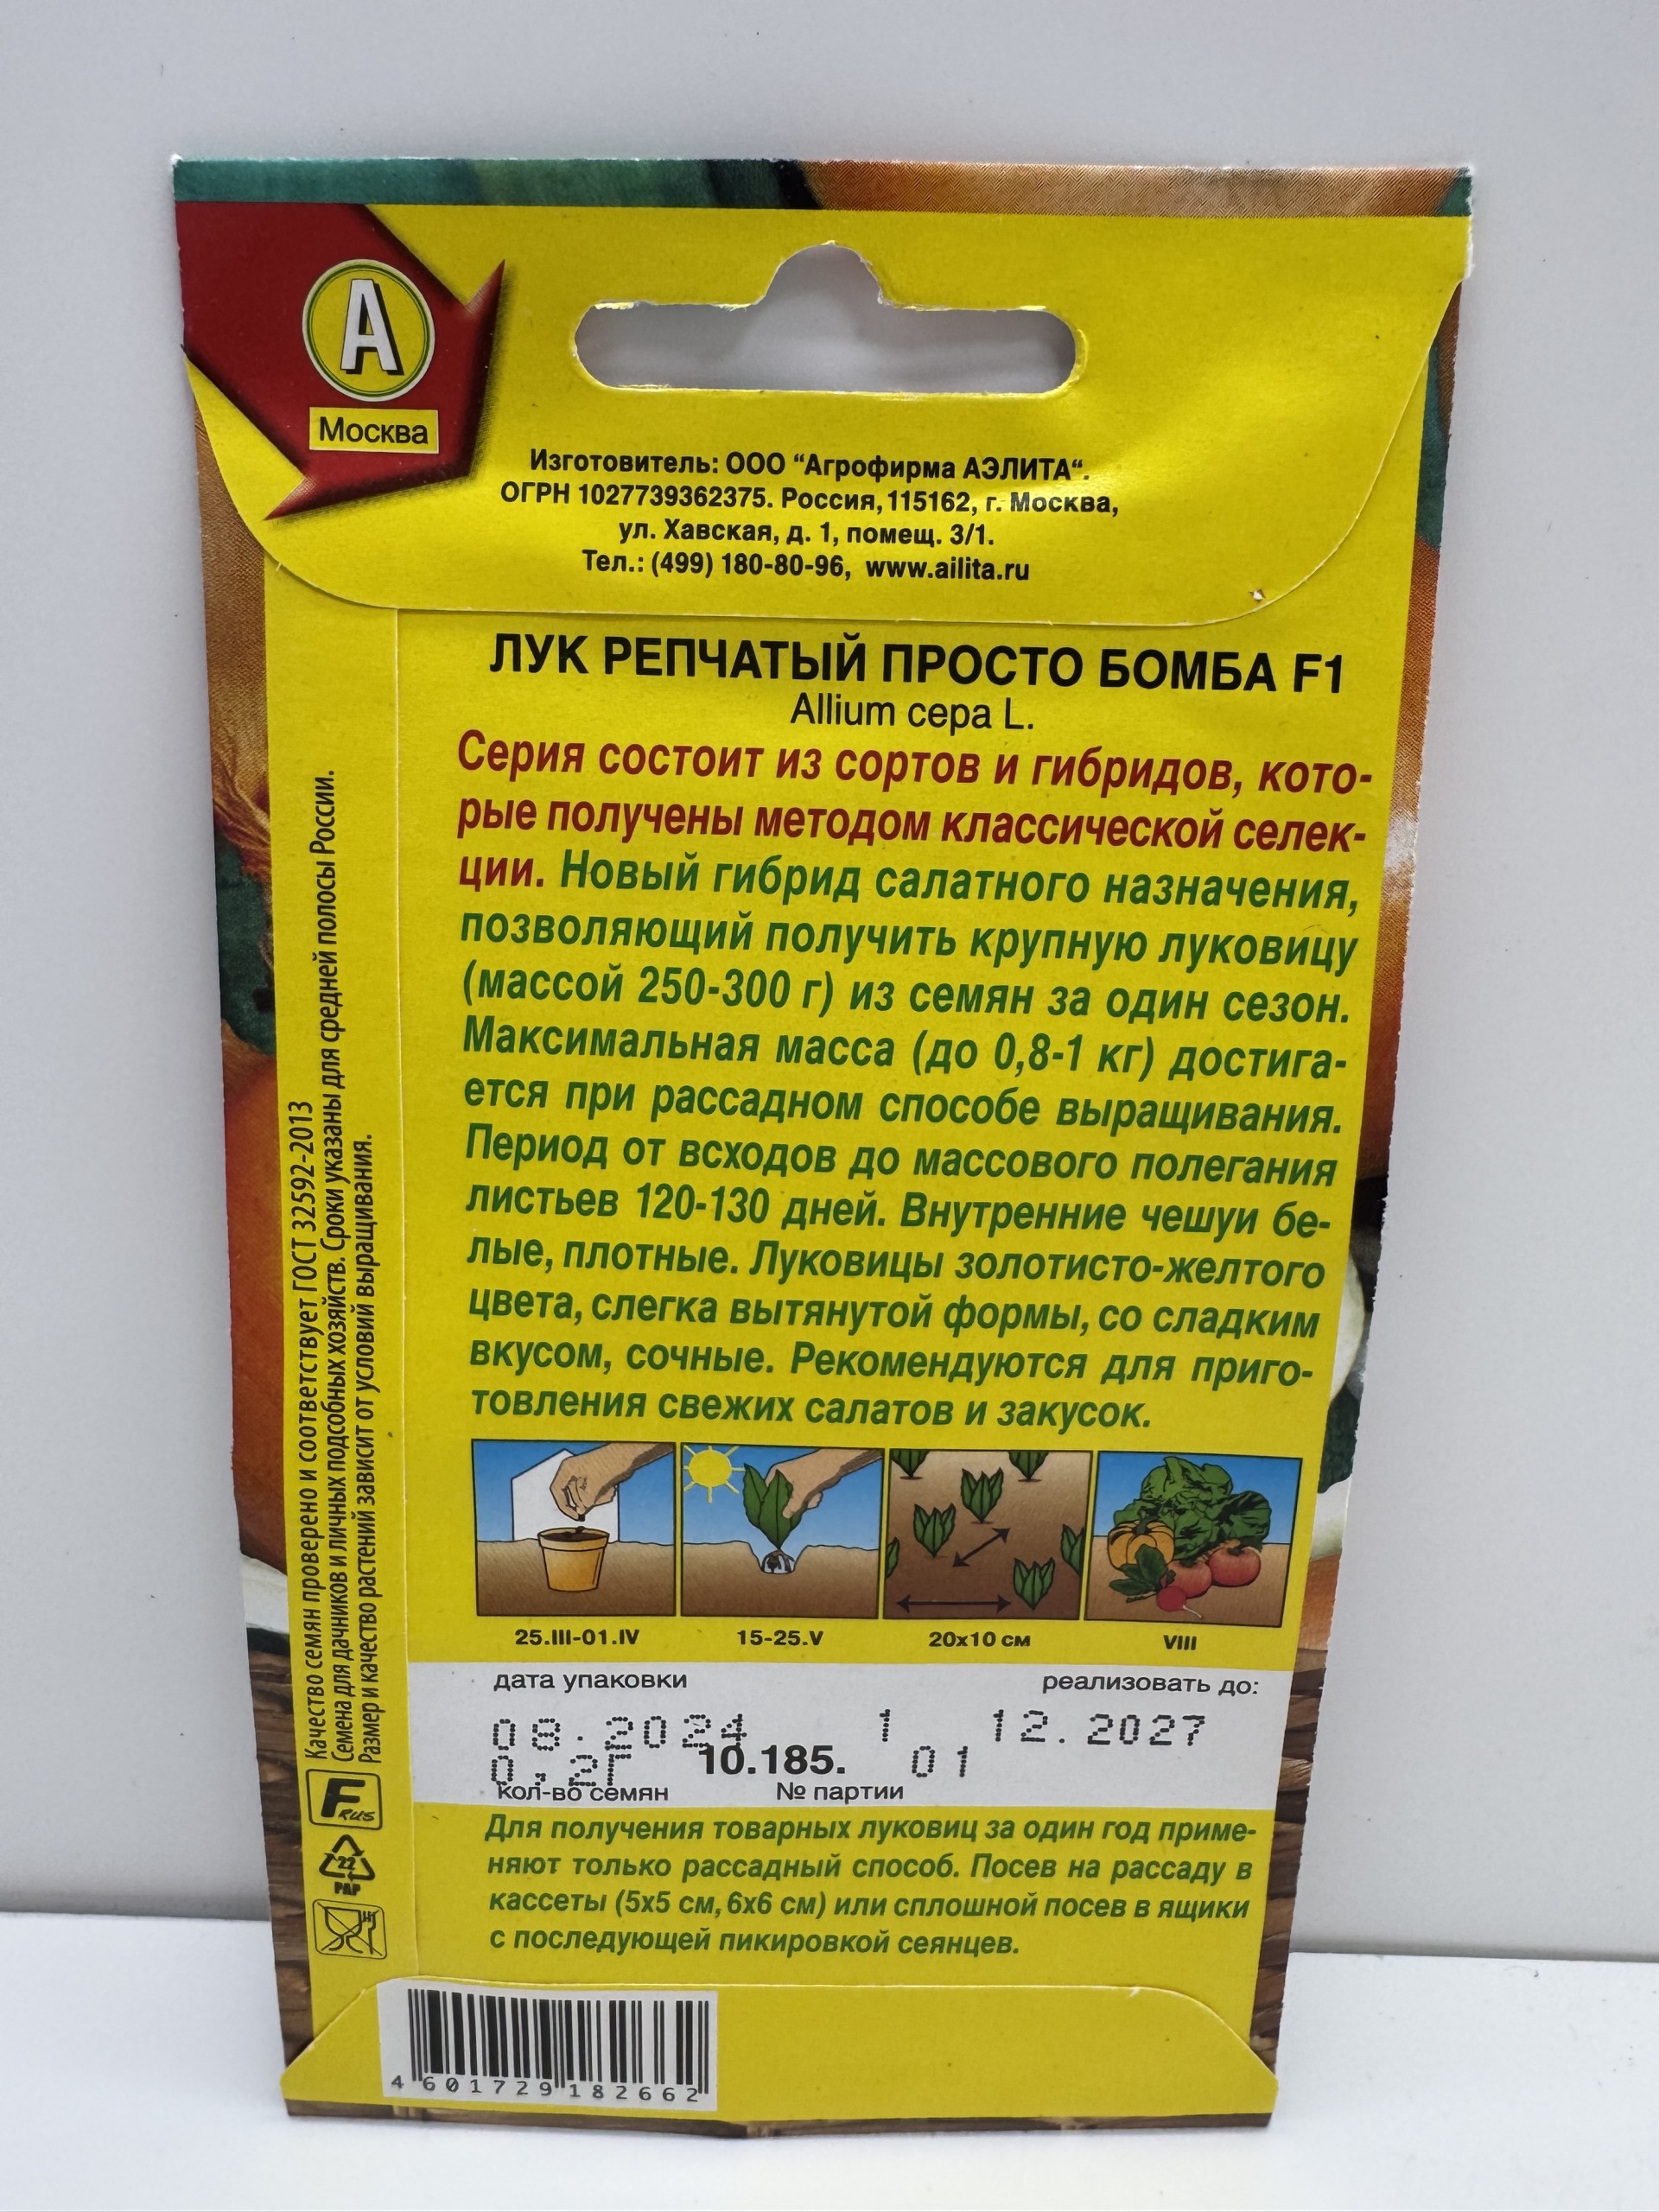 А
Москва
Изготовитель: ООО “Агрофирма АЭЛИТА“.
ОГРН 1027739362375. Россия, 115162, г. Москва,
ул. Хавская, д. 1, помещ. 3/1.
Тел.: (499) 180-80-96, www.ailita.ru
ЛУК РЕПЧАТЫЙ ПРОСТО БОМБА F1
Allium cepa L.
Серия состоит из сортов и гибридов, кото-
рые получены методом классической селек-
ции. Новый гибрид салатного назначения,
позволяющий получить крупную луковицу
(массой 250-300 г) из семян за один сезон.
Максимальная масса (до 0,8-1 кг) достига-
ется при рассадном способе выращивания.
Период от всходов до массового полегания
листьев 120-130 дней. Внутренние чешуи бе-
лые, плотные. Луковицы золотисто-желтого
цвета, слегка вытянутой формы, со сладким
вкусом, сочные. Рекомендуются для приго-
товления свежих салатов и закусок.
25.III-01.IV 15-25.V 20x10 см VIII
дата упаковки реализовать до:
08.2024 1 12.2027
0,2Г 10.185. 01
кол-во семян № партии
Для получения товарных луковиц за один год приме-
няют только рассадный способ. Посев на рассаду в
кассеты (5х5 см, 6х6 см) или сплошной посев в ящики
с последующей пикировкой сеянцев.
Качество семян проверено и соответствует ГОСТ 32592-2013
Семена для дачников и личных подсобных хозяйств. Сроки указаны для средней полосы России.
Размер и качество растений зависит от условий выращивания.
F RUS
22
PAP
4 601729 182662